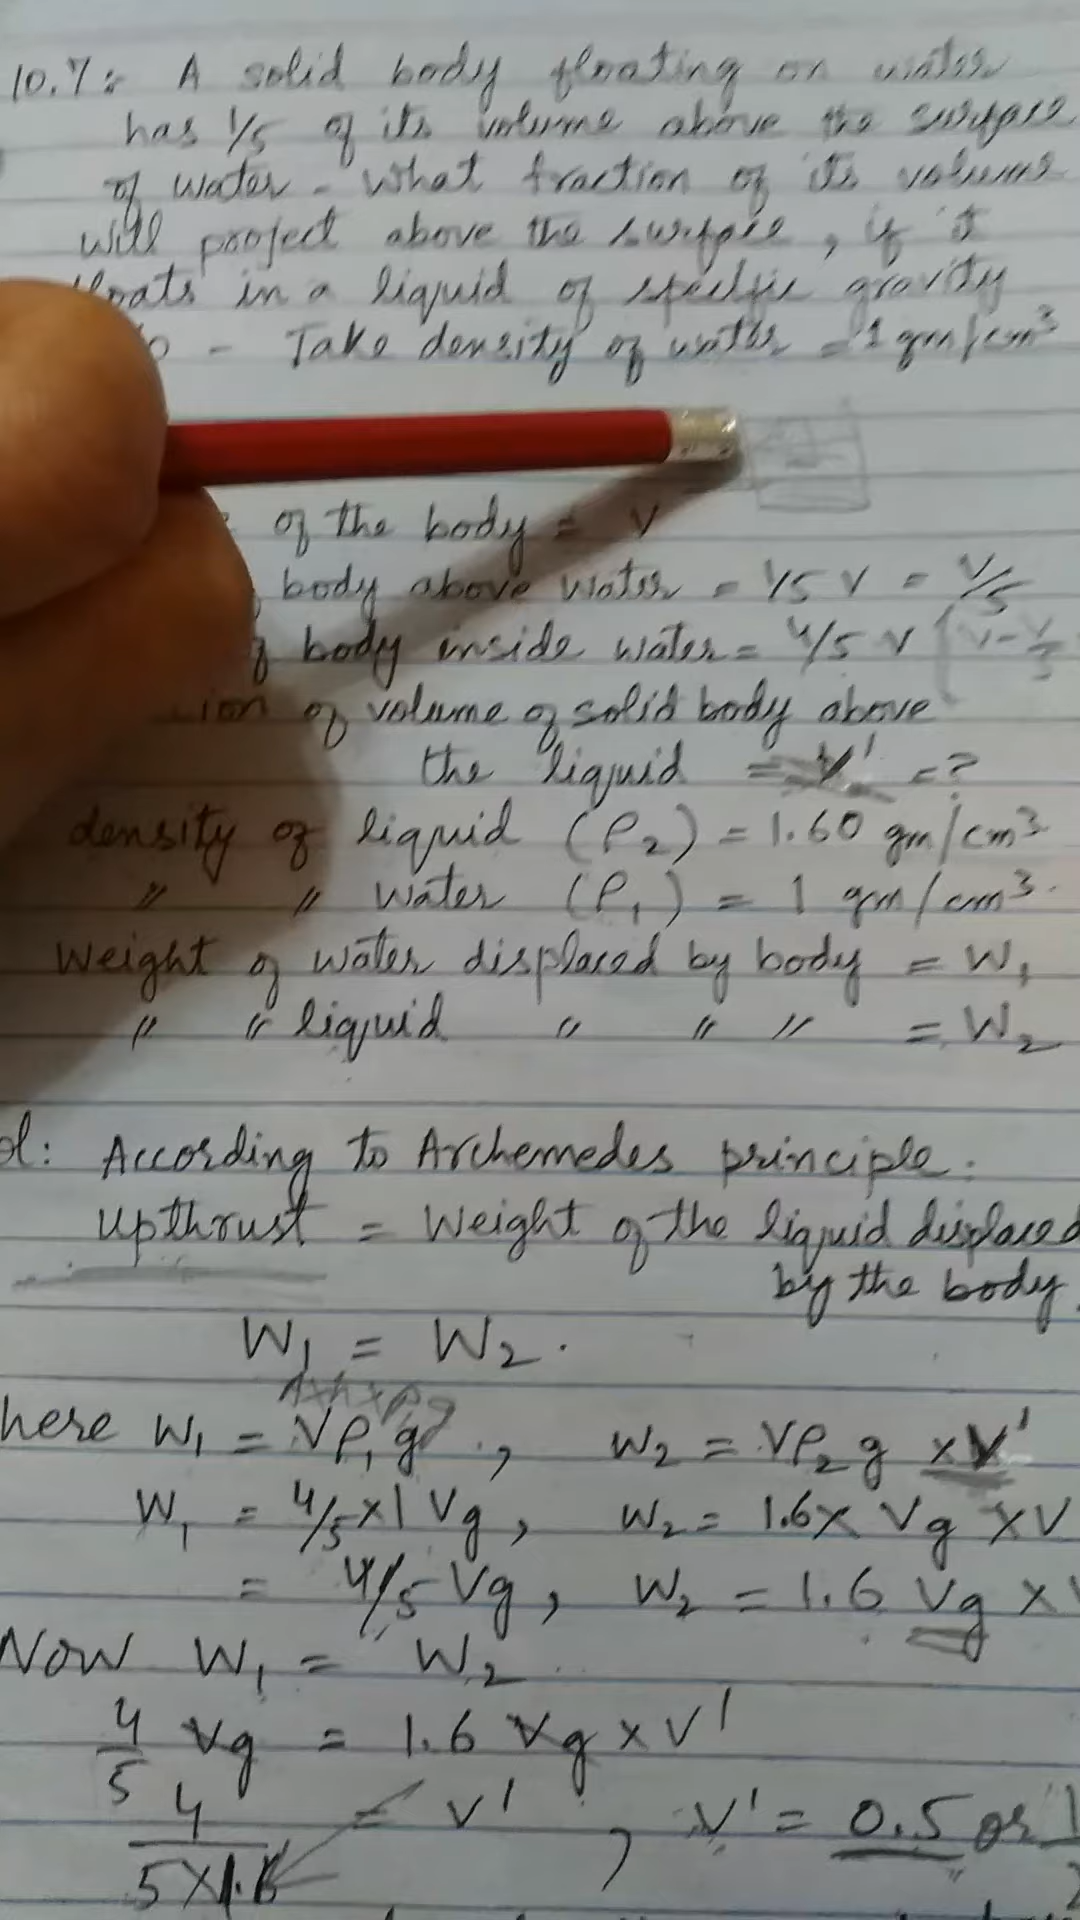 10.7: A solid body floating on water
has 1/5 of its volume above the surface
of water - what fraction of its volume
will project above the surface, if it
floats in a liquid of specific gravity
0 - Take density of water = 1 gm/cm³
of the body = V
body above water = 1/5 V = V/5
body inside water = 4/5 V (V - V/5
ion of volume of solid body above
the liquid = V' = ?
density of liquid (ρ₂) = 1.60 gm/cm³
" " water (ρ₁) = 1 gm/cm³.
Weight of water displaced by body = W₁
" " liquid " " " = W₂
ol: According to Archemedes principle.
Upthrust = Weight of the liquid displaced
by the body.
W₁ = W₂.
here W₁ = Vρ₁g, W₂ = Vρ₂g × V'
W₁ = 4/5 × 1 Vg, W₂ = 1.6 × Vg × V
= 4/5 Vg, W₂ = 1.6 Vg ×
Now W₁ = W₂.
4/5 Vg = 1.6 Vg × V'
4/(5×1.6) = V', V' = 0.5 or 1